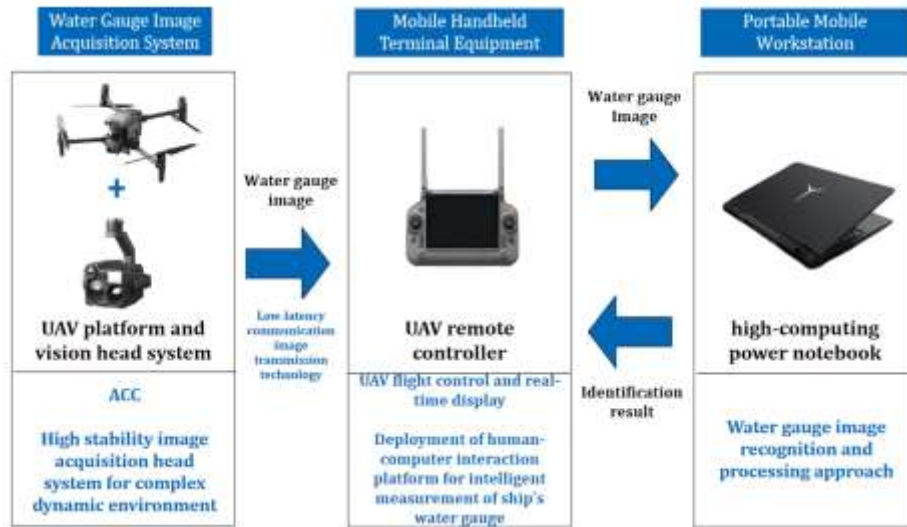 Water Gauge Image
Acquisition System
Mobile Handheld
Terminal Equipment
Portable Mobile
Workstation
+
UAV platform and
vision head system
Water gauge
image
Low-latency
communication
image
transmission
technology
UAV remote
controller
Water gauge
Image
Identification
result
high-computing
power notebook
ACC
High stability image
acquisition head
system for complex
dynamic environment
UAV flight control and real-
time display
Deployment of human-
computer interaction
platform for intelligent
measurement of ship's
water gauge
Water gauge image
recognition and
processing approach